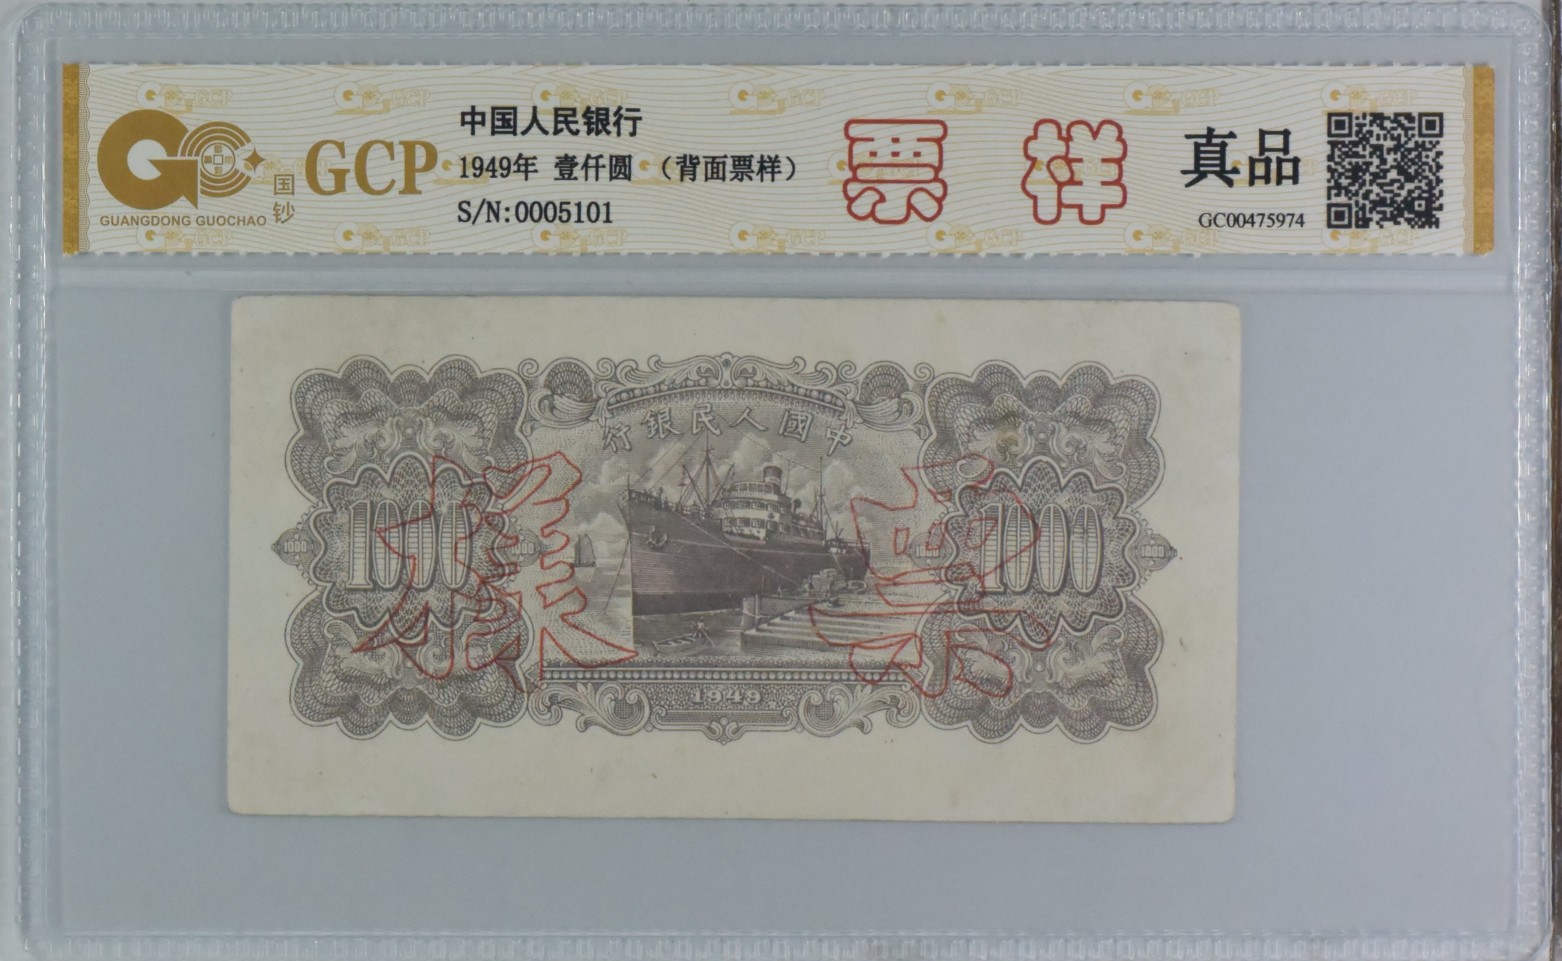 GUANGDONG GUOCHAO
国钞
GCP
中国人民银行
1949年 壹仟圆 （背面票样）
S/N:0005101
票 样
真品
GC00475974
行銀民人國中
1000
1000
樣 票
1949